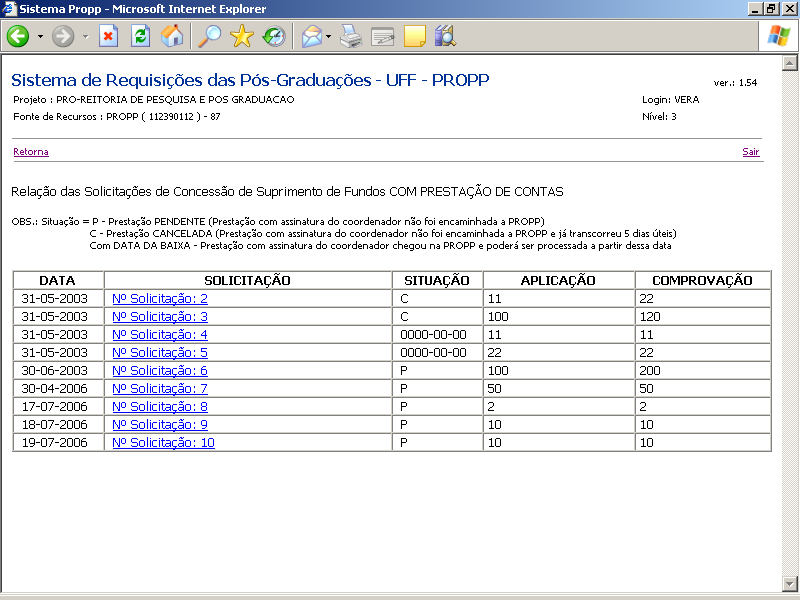 Sistema Propp - Microsoft Internet Explorer
Sistema de Requisições das Pós-Graduações - UFF - PROPP
ver.: 1.54
Projeto : PRO-REITORIA DE PESQUISA E POS GRADUACAO
Login: VERA
Fonte de Recursos : PROPP ( 112390112 ) - 87
Nível: 3
Retorna
Sair
Relação das Solicitações de Concessão de Suprimento de Fundos COM PRESTAÇÃO DE CONTAS
OBS.: Situação = P - Prestação PENDENTE (Prestação com assinatura do coordenador não foi encaminhada a PROPP)
C - Prestação CANCELADA (Prestação com assinatura do coordenador não foi encaminhada a PROPP e já transcorreu 5 dias úteis)
Com DATA DA BAIXA - Prestação com assinatura do coordenador chegou na PROPP e poderá ser processada a partir dessa data
DATA SOLICITAÇÃO SITUAÇÃO APLICAÇÃO COMPROVAÇÃO
31-05-2003 Nº Solicitação: 2 C 11 22
31-05-2003 Nº Solicitação: 3 C 100 120
31-05-2003 Nº Solicitação: 4 0000-00-00 11 11
31-05-2003 Nº Solicitação: 5 0000-00-00 22 22
30-06-2003 Nº Solicitação: 6 P 100 200
30-04-2006 Nº Solicitação: 7 P 50 50
17-07-2006 Nº Solicitação: 8 P 2 2
18-07-2006 Nº Solicitação: 9 P 10 10
19-07-2006 Nº Solicitação: 10 P 10 10